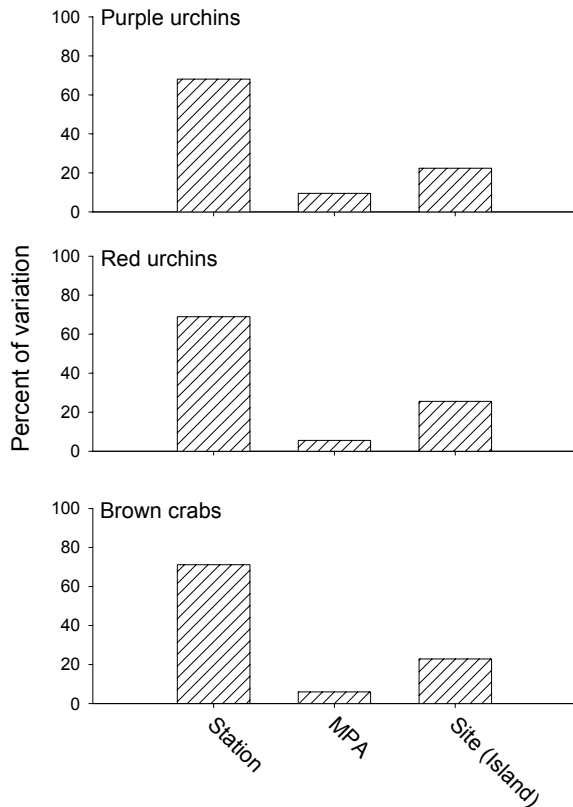 Purple urchins
100
80
60
40
20
0
Red urchins
100
80
60
40
20
0
Brown crabs
100
80
60
40
20
0
Percent of variation
Station
MPA
Site (Island)